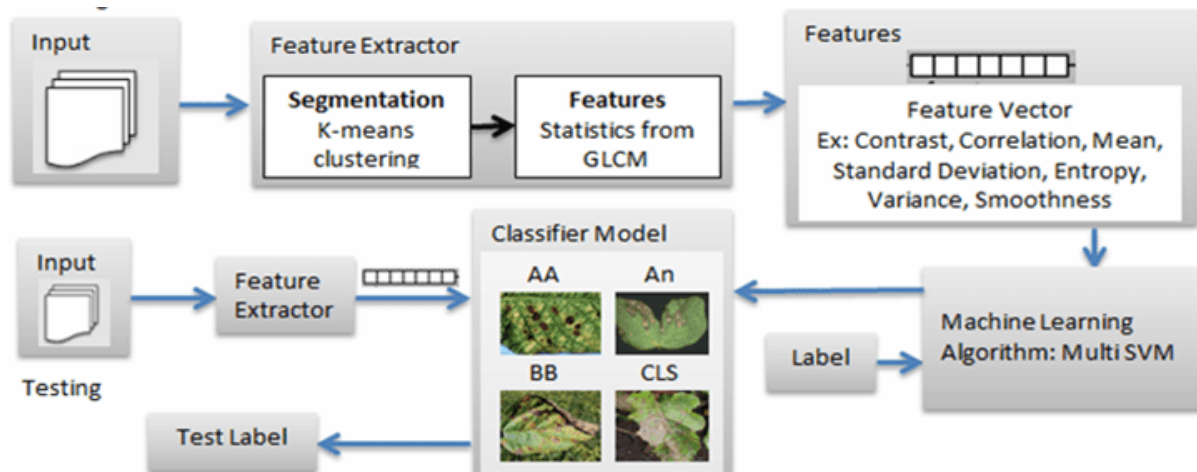 Input
Feature Extractor
Segmentation
K-means
clustering
Features
Statistics from
GLCM
Features
Feature Vector
Ex: Contrast, Correlation, Mean,
Standard Deviation, Entropy,
Variance, Smoothness
Input
Feature
Extractor
Testing
Classifier Model
AA An
BB CLS
Label
Machine Learning
Algorithm: Multi SVM
Test Label